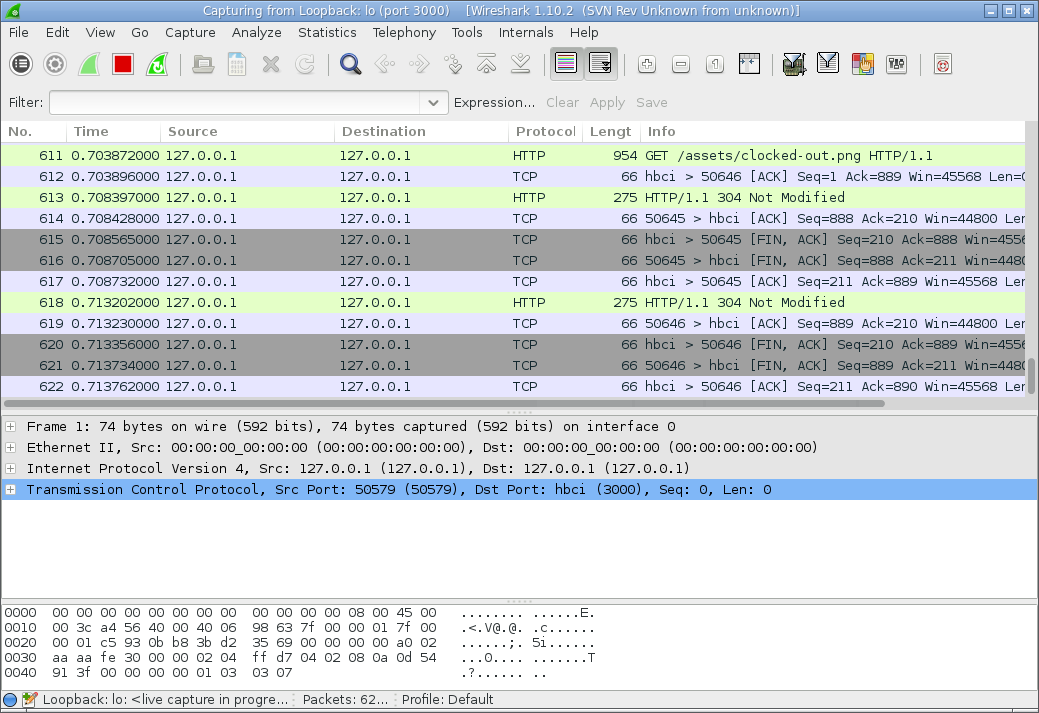 Capturing from Loopback: lo (port 3000)    [Wireshark 1.10.2  (SVN Rev Unknown from unknown)]
File Edit View Go Capture Analyze Statistics Telephony Tools Internals Help
Filter: Expression... Clear Apply Save
No. Time Source Destination Protocol Lengt Info
611 0.703872000 127.0.0.1 127.0.0.1 HTTP 954 GET /assets/clocked-out.png HTTP/1.1
612 0.703896000 127.0.0.1 127.0.0.1 TCP 66 hbci > 50646 [ACK] Seq=1 Ack=889 Win=45568 Len=0
613 0.708397000 127.0.0.1 127.0.0.1 HTTP 275 HTTP/1.1 304 Not Modified
614 0.708428000 127.0.0.1 127.0.0.1 TCP 66 50645 > hbci [ACK] Seq=888 Ack=210 Win=44800 Len
615 0.708565000 127.0.0.1 127.0.0.1 TCP 66 hbci > 50645 [FIN, ACK] Seq=210 Ack=888 Win=4556
616 0.708705000 127.0.0.1 127.0.0.1 TCP 66 50645 > hbci [FIN, ACK] Seq=888 Ack=211 Win=4480
617 0.708732000 127.0.0.1 127.0.0.1 TCP 66 hbci > 50645 [ACK] Seq=211 Ack=889 Win=45568 Len
618 0.713202000 127.0.0.1 127.0.0.1 HTTP 275 HTTP/1.1 304 Not Modified
619 0.713230000 127.0.0.1 127.0.0.1 TCP 66 50646 > hbci [ACK] Seq=889 Ack=210 Win=44800 Len
620 0.713356000 127.0.0.1 127.0.0.1 TCP 66 hbci > 50646 [FIN, ACK] Seq=210 Ack=889 Win=4556
621 0.713734000 127.0.0.1 127.0.0.1 TCP 66 50646 > hbci [FIN, ACK] Seq=889 Ack=211 Win=4480
622 0.713762000 127.0.0.1 127.0.0.1 TCP 66 hbci > 50646 [ACK] Seq=211 Ack=890 Win=45568 Len
Frame 1: 74 bytes on wire (592 bits), 74 bytes captured (592 bits) on interface 0
Ethernet II, Src: 00:00:00_00:00:00 (00:00:00:00:00:00), Dst: 00:00:00_00:00:00 (00:00:00:00:00:00)
Internet Protocol Version 4, Src: 127.0.0.1 (127.0.0.1), Dst: 127.0.0.1 (127.0.0.1)
Transmission Control Protocol, Src Port: 50579 (50579), Dst Port: hbci (3000), Seq: 0, Len: 0
0000  00 00 00 00 00 00 00 00  00 00 00 00 08 00 45 00   ........ ......E.
0010  00 3c a4 56 40 00 40 06  98 63 7f 00 00 01 7f 00   .<.V@.@. .c......
0020  00 01 c5 93 0b b8 3b d2  35 69 00 00 00 00 a0 02   ......;. 5i......
0030  aa aa fe 30 00 00 02 04  ff d7 04 02 08 0a 0d 54   ...0.... .......T
0040  91 3f 00 00 00 00 01 03  03 07   .?...... ..
Loopback: lo: <live capture in progre... Packets: 62... Profile: Default